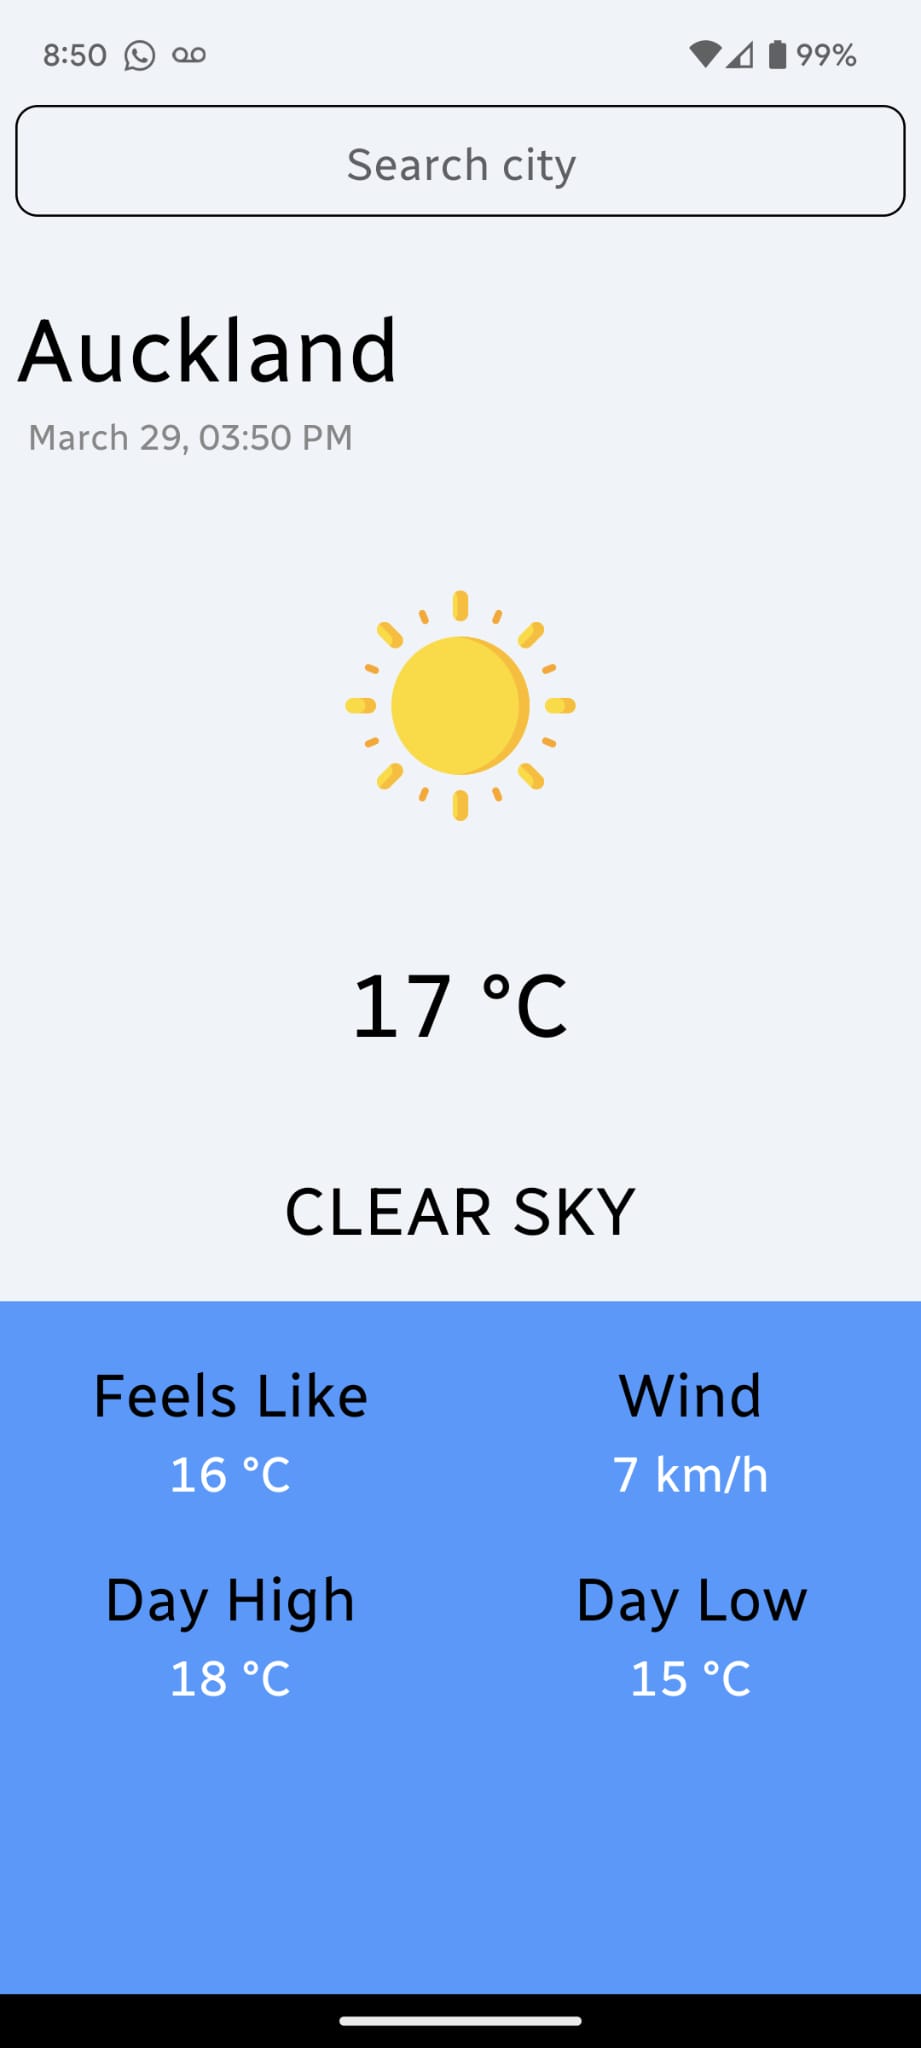 8:50 99%
Search city
Auckland
March 29, 03:50 PM
17 °C
CLEAR SKY
Feels Like Wind
16 °C 7 km/h
Day High Day Low
18 °C 15 °C